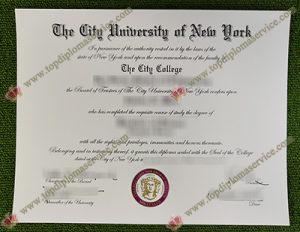 The City University of New York
In pursuance of the authority vested in it by the laws of the
state of New York and upon the recommendation of the faculty
The City College
the Board of Trustees of The City University New York confers upon
who has completed the requisite course of study the degree of
with all the rights, privileges, immunities and honors thereto.
Belonging and in testimony thereof, it grants this diploma sealed with the Seal of the College
dated in the City of New York
Chairman of the Board
President
Chancellor of the University
Dean
www.topdiplomaservice.com